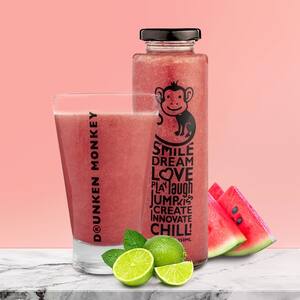 DRUNKEN MONKEY
SMILE
DREAM
LOVE
PLAY laugh
JUMP
CREATE
INNOVATE
CHILL!